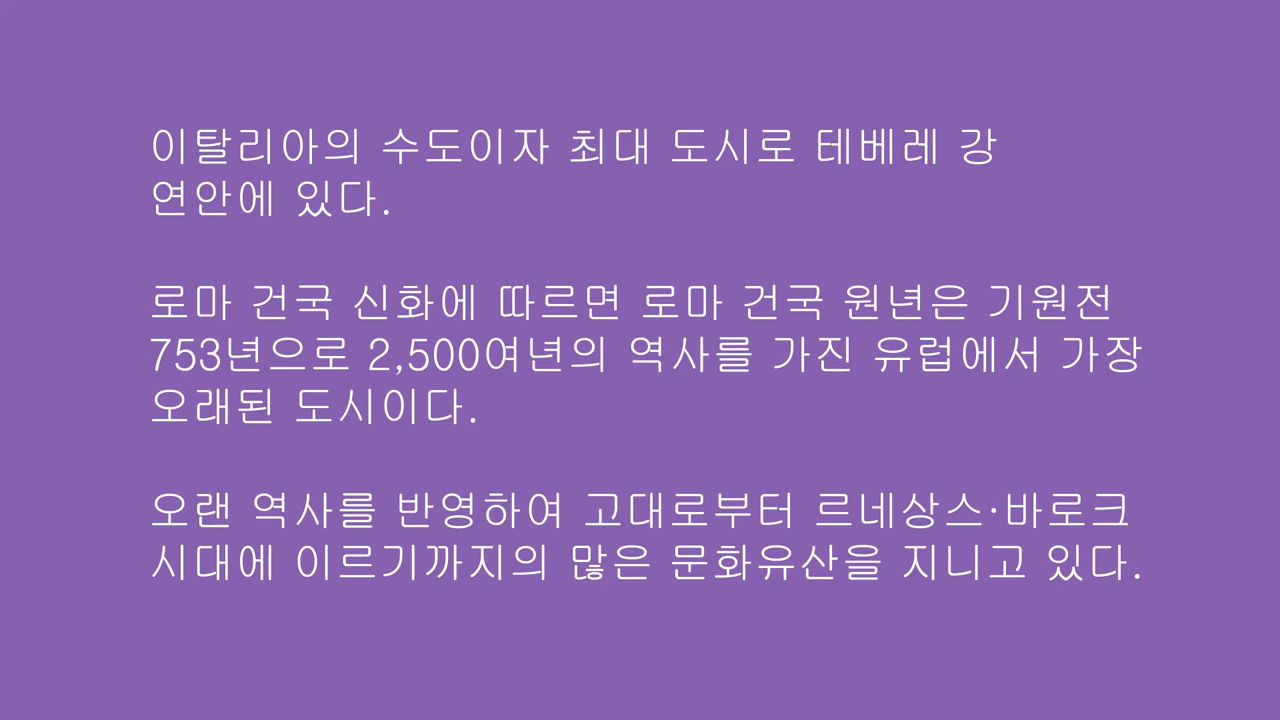 이탈리아의 수도이자 최대 도시로 테베레 강
연안에 있다.
로마 건국 신화에 따르면 로마 건국 원년은 기원전
753년으로 2,500여년의 역사를 가진 유럽에서 가장
오래된 도시이다.
오랜 역사를 반영하여 고대로부터 르네상스·바로크
시대에 이르기까지의 많은 문화유산을 지니고 있다.